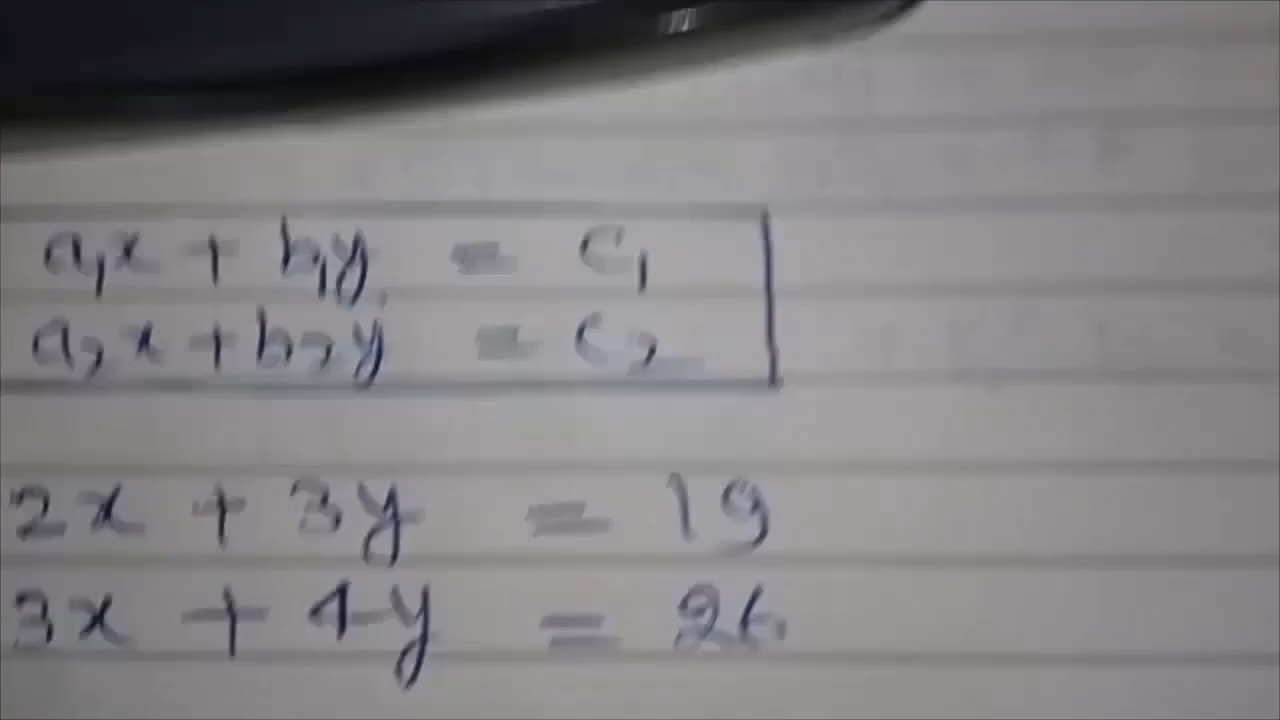 a₁x + b₁y = c₁
a₂x + b₂y = c₂
2x + 3y = 19
3x + 4y = 26